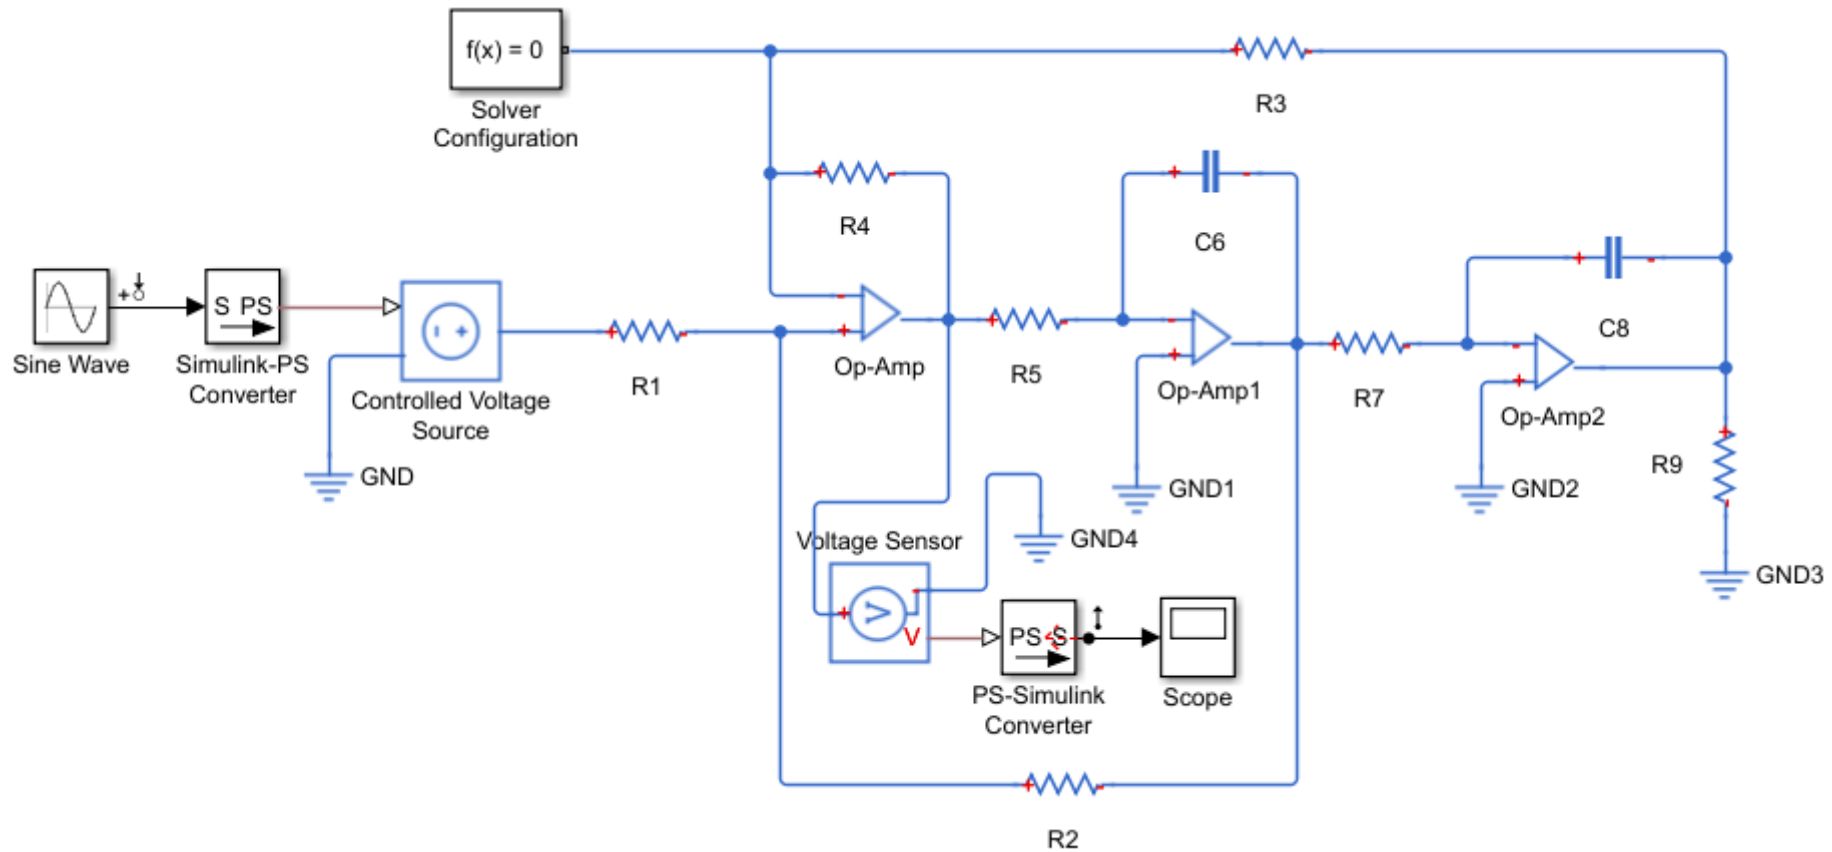 f(x) = 0
Solver
Configuration
R3
R4
C6
C8
S PS
Sine Wave
Simulink-PS
Converter
Controlled Voltage
Source
R1
Op-Amp
R5
Op-Amp1
R7
Op-Amp2
R9
GND
GND1
GND2
GND3
Voltage Sensor
GND4
V
V
PS S
PS-Simulink
Converter
Scope
R2